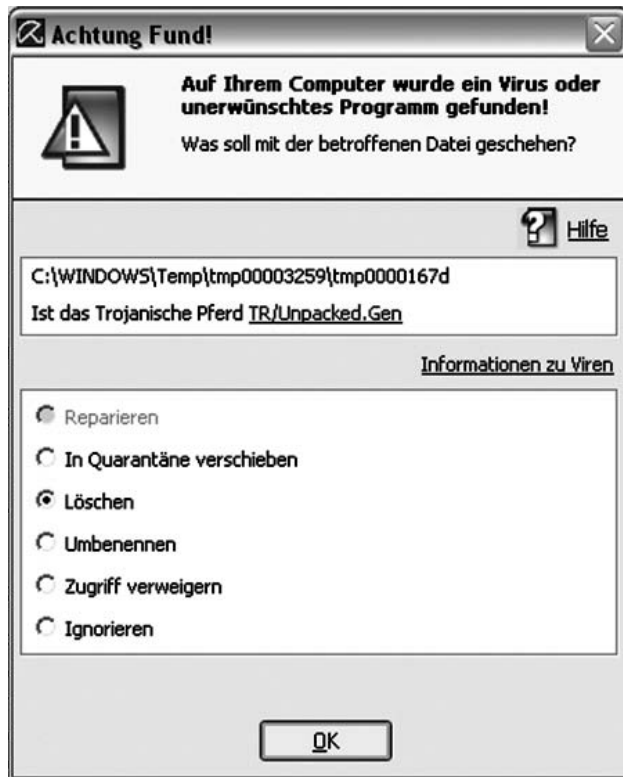 Achtung Fund!
Auf Ihrem Computer wurde ein Virus oder
unerwünschtes Programm gefunden!
Was soll mit der betroffenen Datei geschehen?
Hilfe
C:\WINDOWS\Temp\tmp00003259\tmp0000167d
Ist das Trojanische Pferd TR/Unpacked.Gen
Informationen zu Viren
Reparieren
In Quarantäne verschieben
Löschen
Umbenennen
Zugriff verweigern
Ignorieren
OK